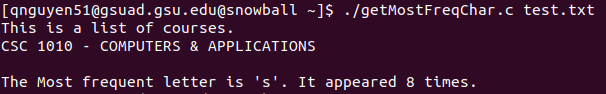 [qnguyen51@gsuad.gsu.edu@snowball ~]$ ./getMostFreqChar.c test.txt
This is a list of courses.
CSC 1010 - COMPUTERS & APPLICATIONS
The Most frequent letter is 's'. It appeared 8 times.